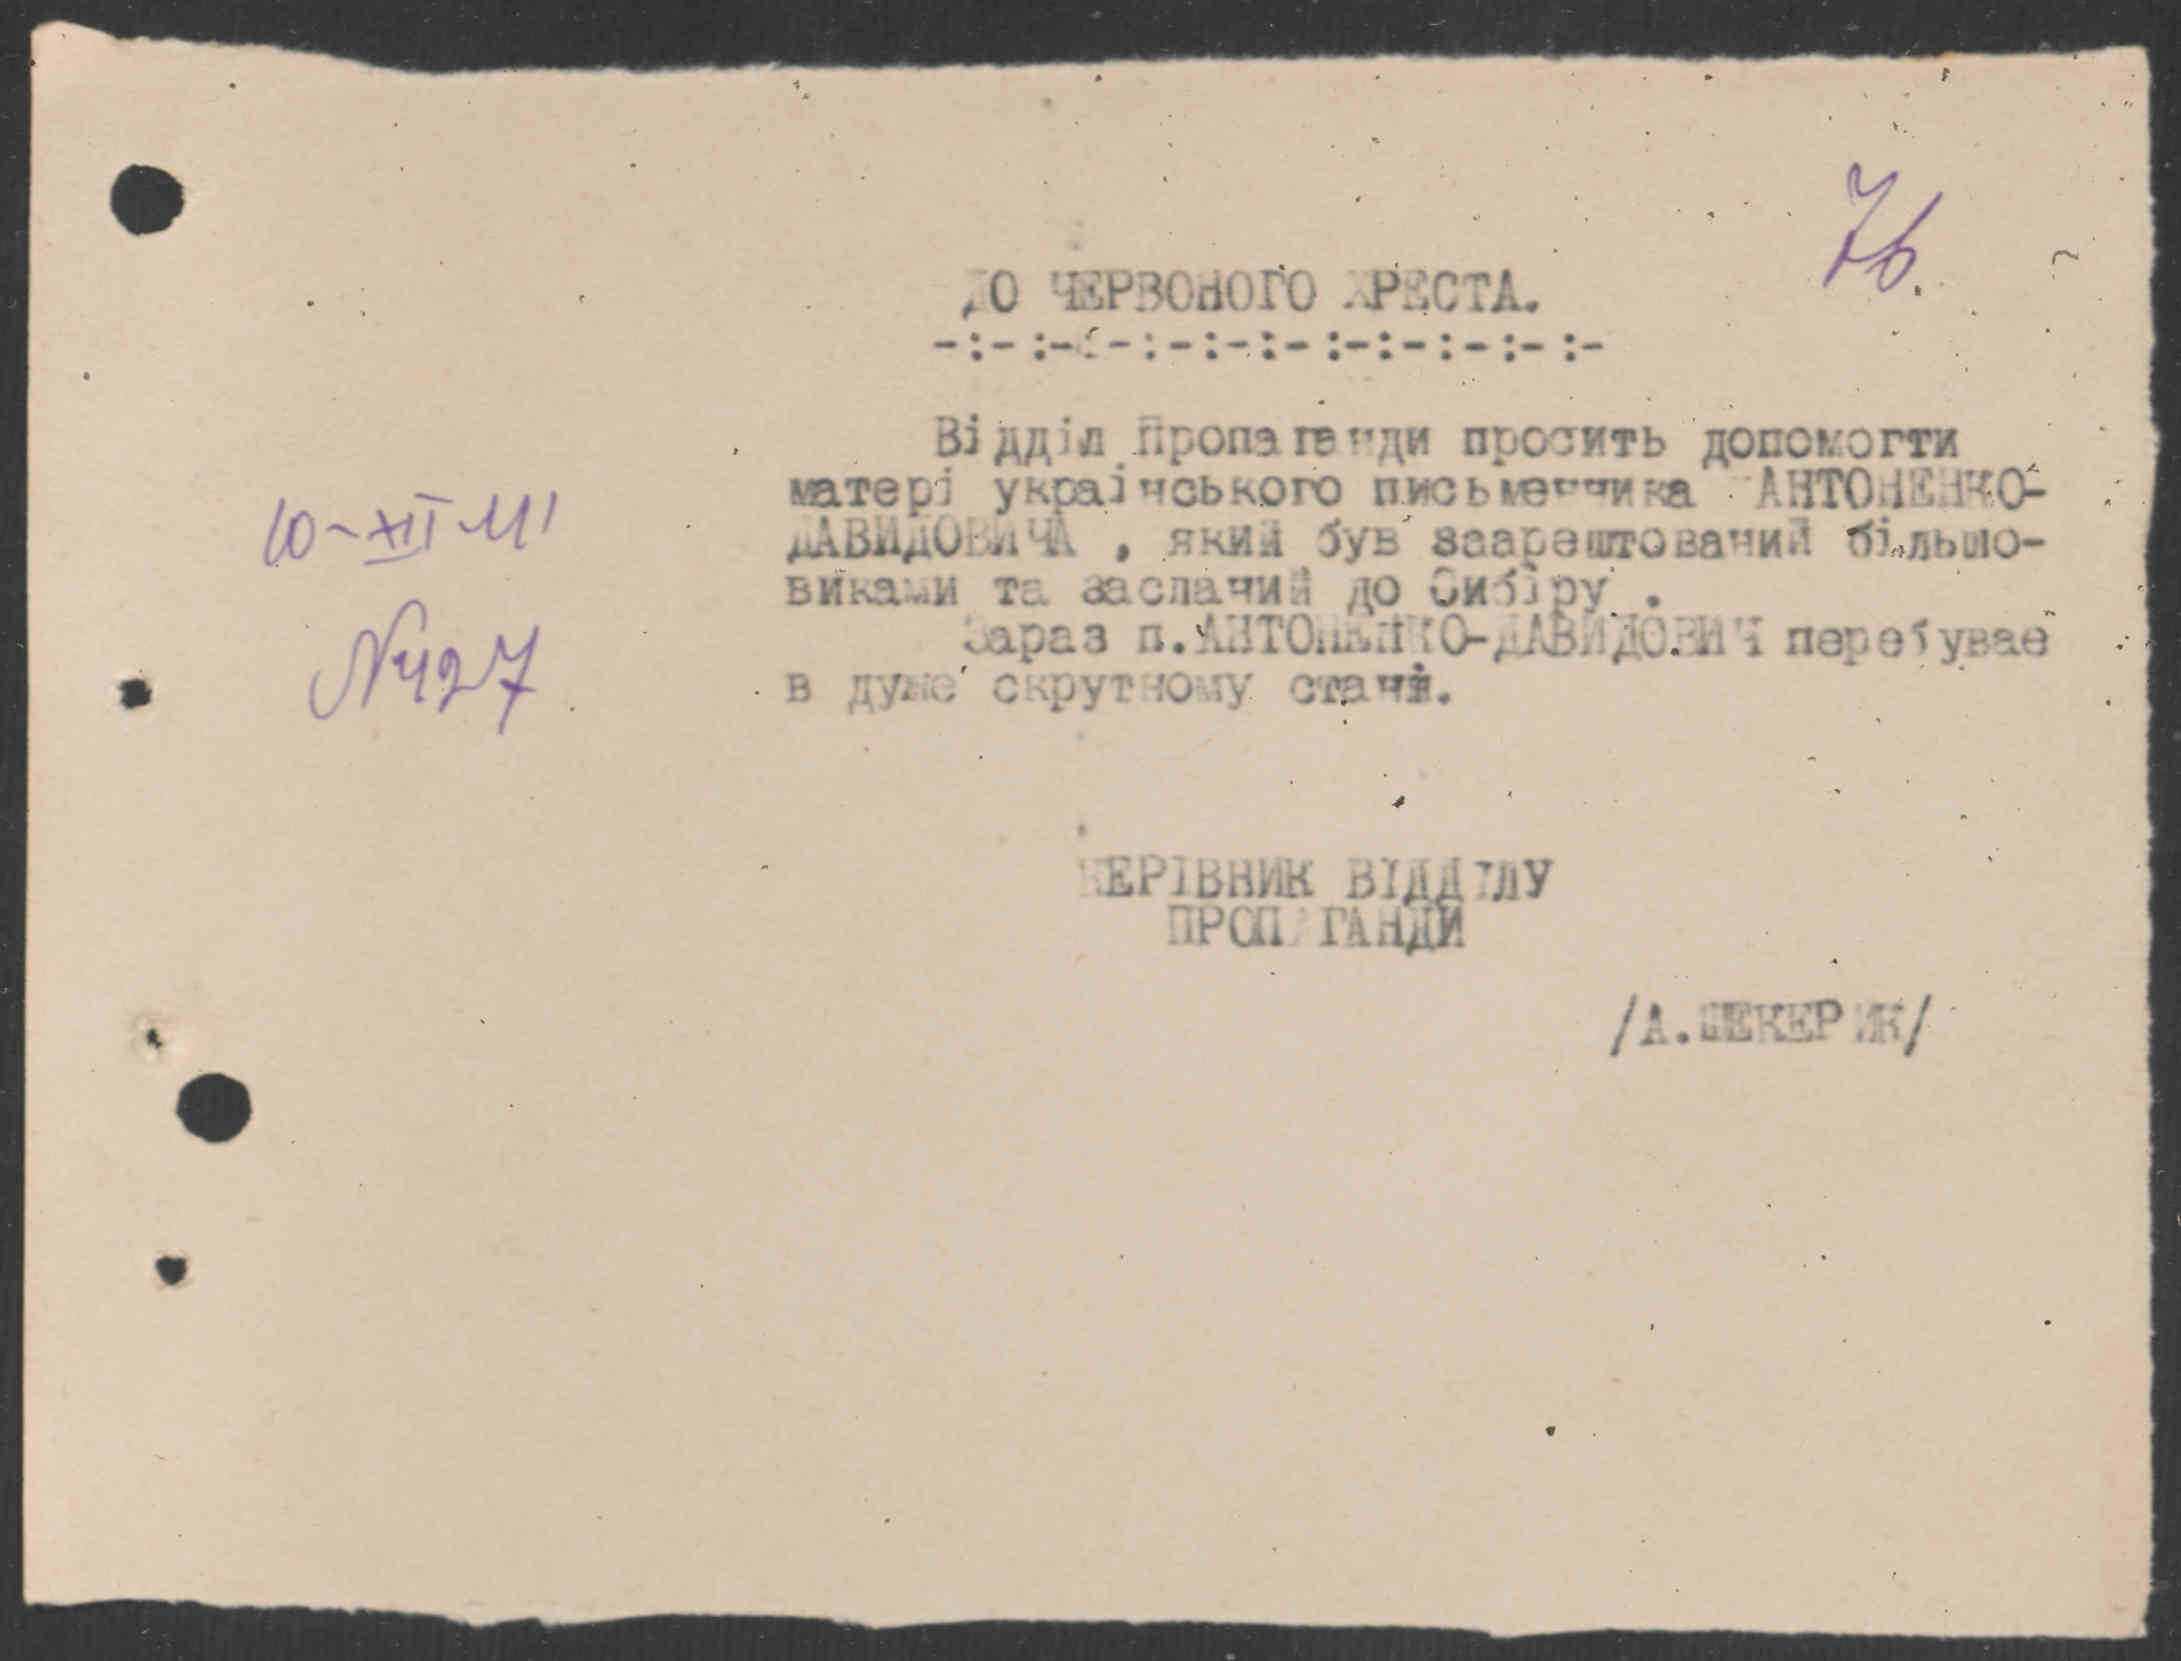 76.
ДО ЧЕРВОНОГО ХРЕСТА.
-:-:-:-:-:-:-:-:-:-:-:-
Відділ Пропаганди просить допомогти
матері українського письменника АНТОНЕНКО-
ДАВИДОВИЧА , який був заарештований більшо-
виками та засланий до Сибіру .
Зараз п.АНТОНЕНКО-ДАВИДОВИЧ перебуває
в дуже скрутному стані.
10-XII-41
№427
КЕРІВНИК ВІДДІЛУ
ПРОПАГАНДИ
/А.ШЕКЕРИК/